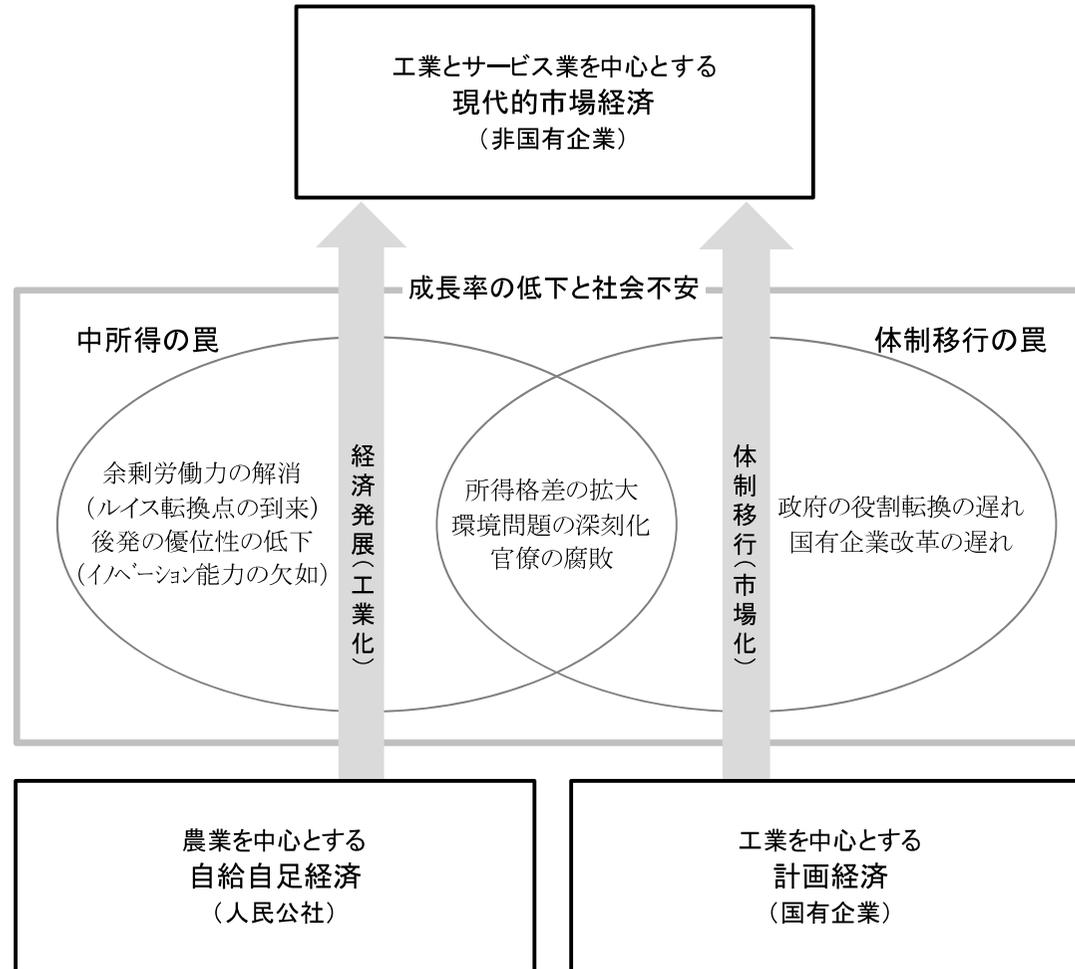 工業とサービス業を中心とする
現代的市場経済
（非国有企業）
成長率の低下と社会不安
中所得の罠
体制移行の罠
余剰労働力の解消
（ルイス転換点の到来）
後発の優位性の低下
（イノベーション能力の欠如）
経済発展（工業化）
所得格差の拡大
環境問題の深刻化
官僚の腐敗
体制移行（市場化）
政府の役割転換の遅れ
国有企業改革の遅れ
農業を中心とする
自給自足経済
（人民公社）
工業を中心とする
計画経済
（国有企業）